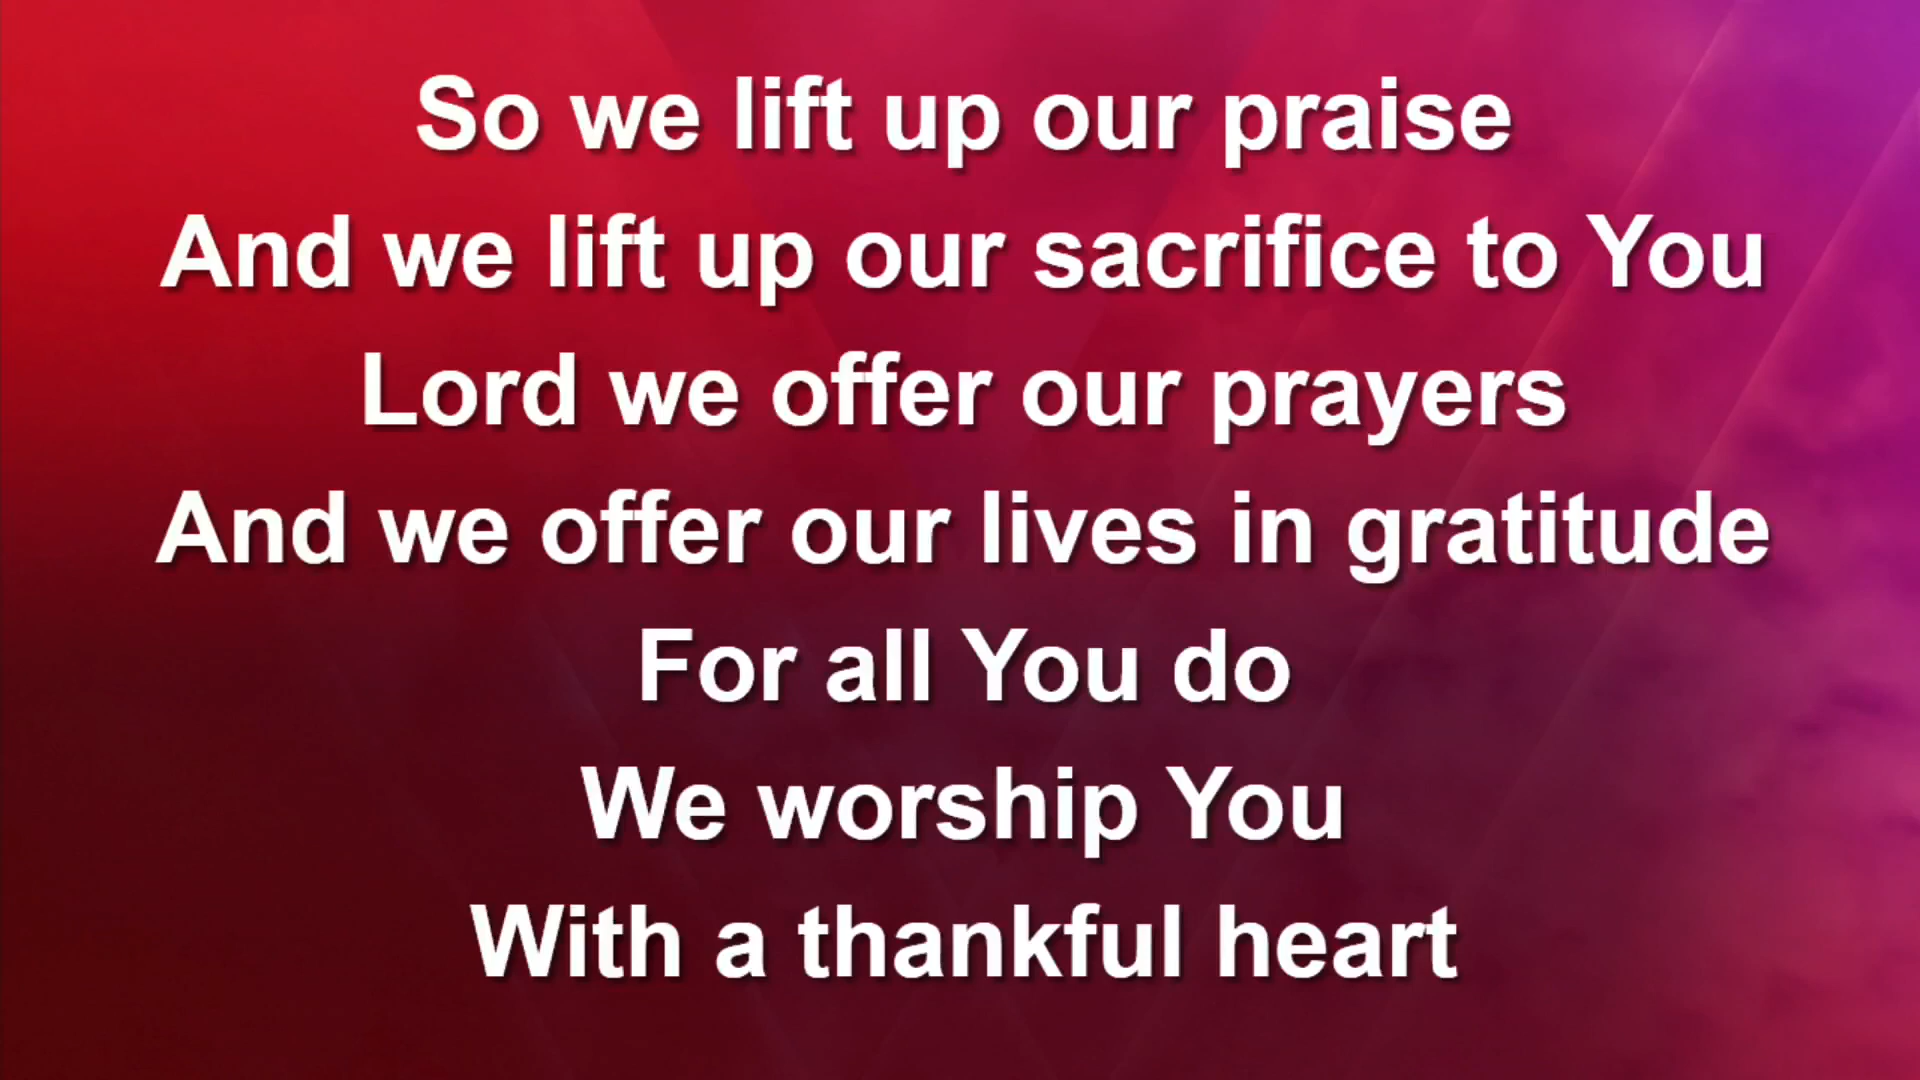 So we lift up our praise
And we lift up our sacrifice to You
Lord we offer our prayers
And we offer our lives in gratitude
For all You do
We worship You
With a thankful heart